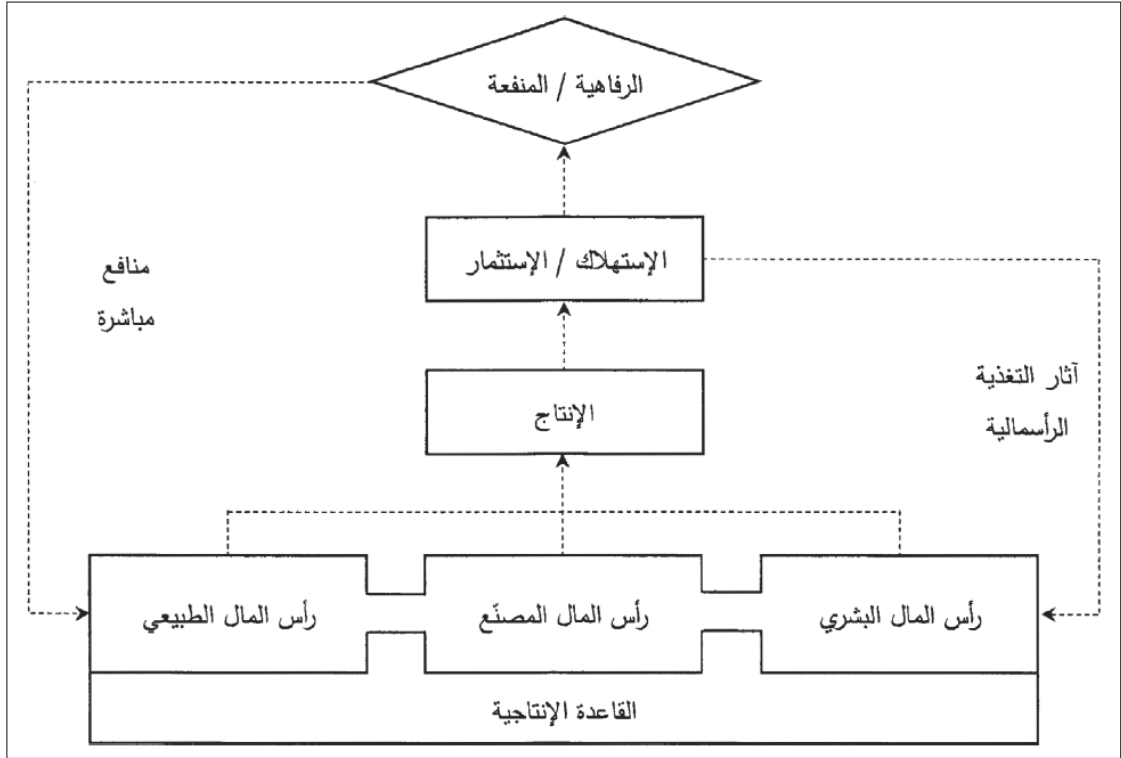 الرفاهية / المنفعة
الإستهلاك / الإستثمار
منافع
مباشرة
آثار التغذية
الرأسمالية
الإنتاج
رأس المال البشري
رأس المال المصنّع
رأس المال الطبيعي
القاعدة الإنتاجية